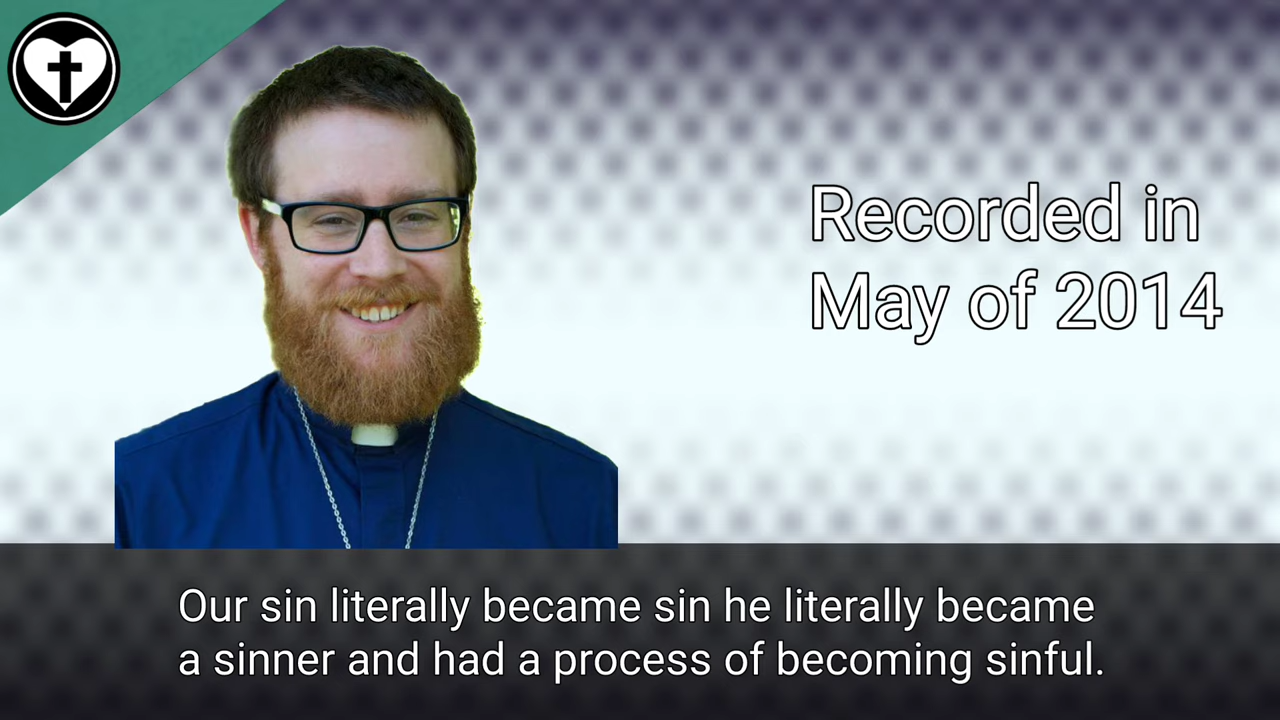 Recorded in
May of 2014
Our sin literally became sin he literally became
a sinner and had a process of becoming sinful.